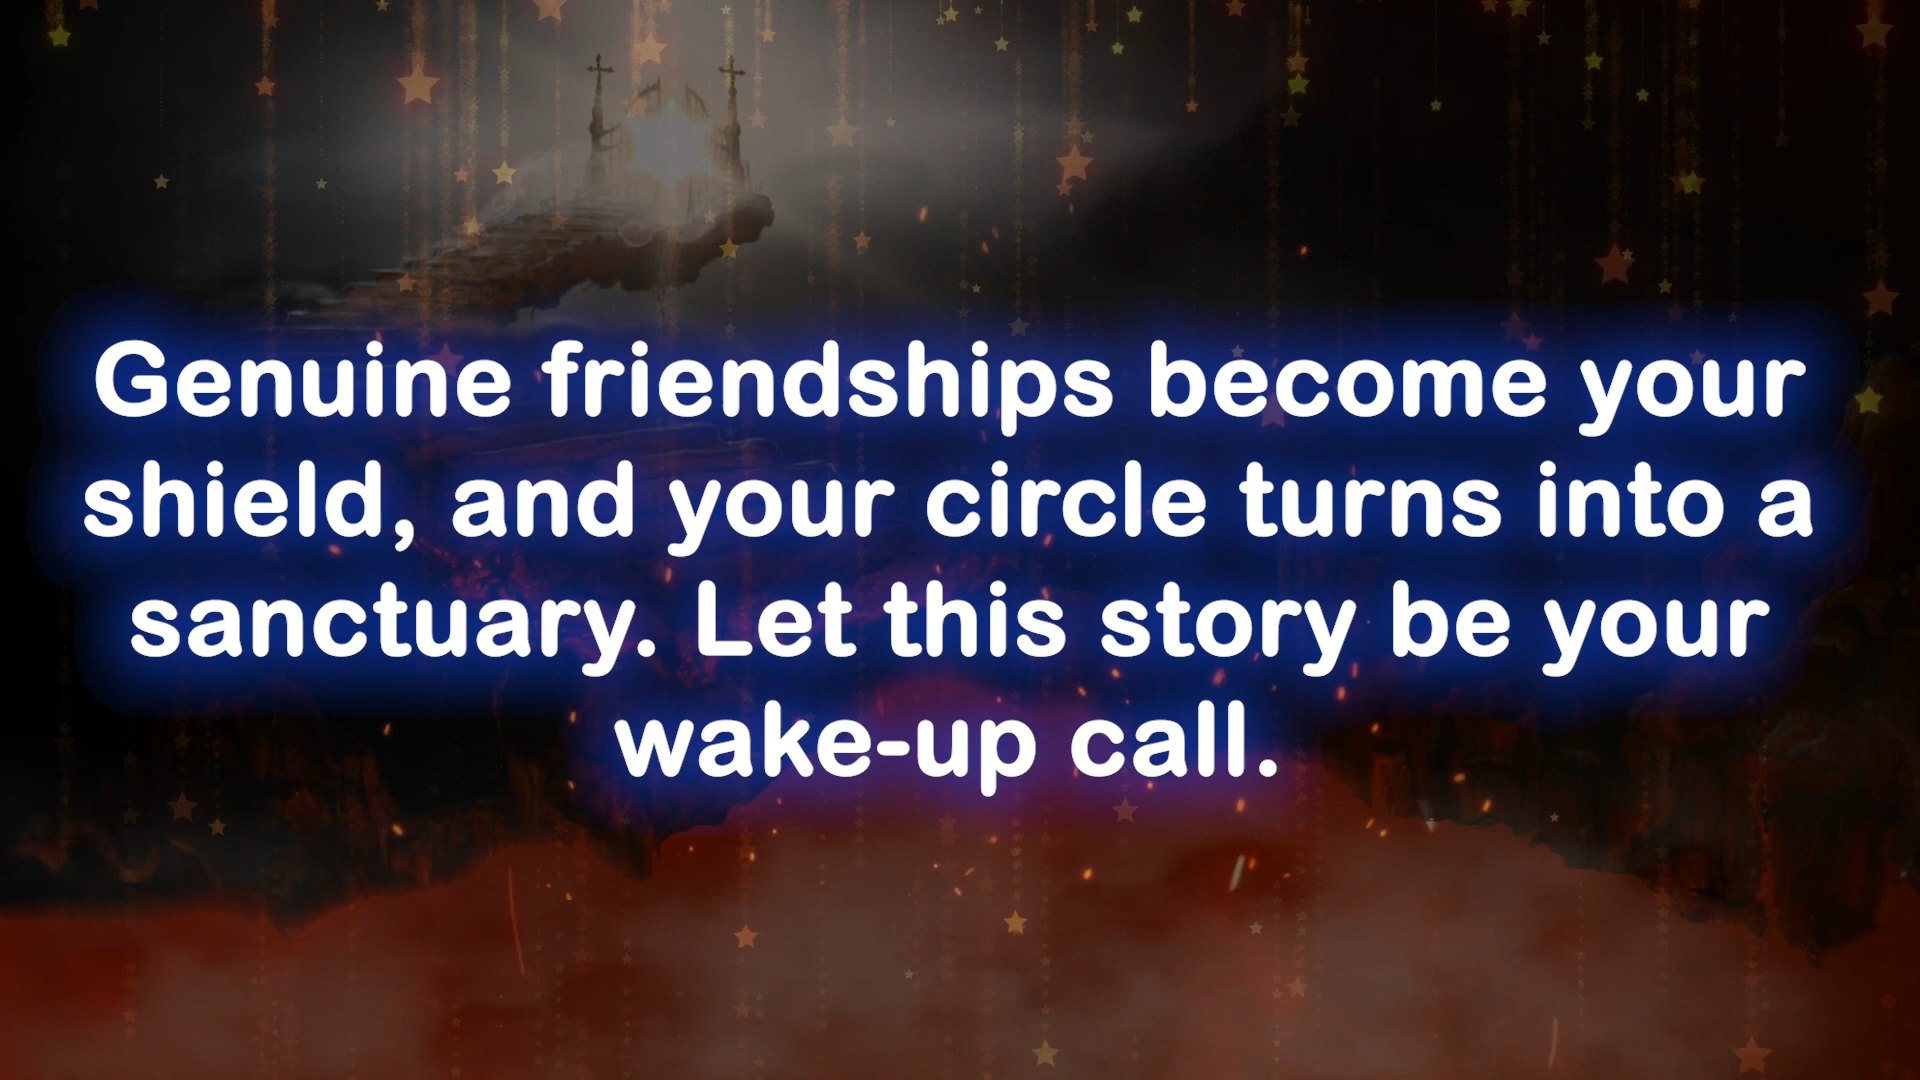 Genuine friendships become your
shield, and your circle turns into a
sanctuary. Let this story be your
wake-up call.